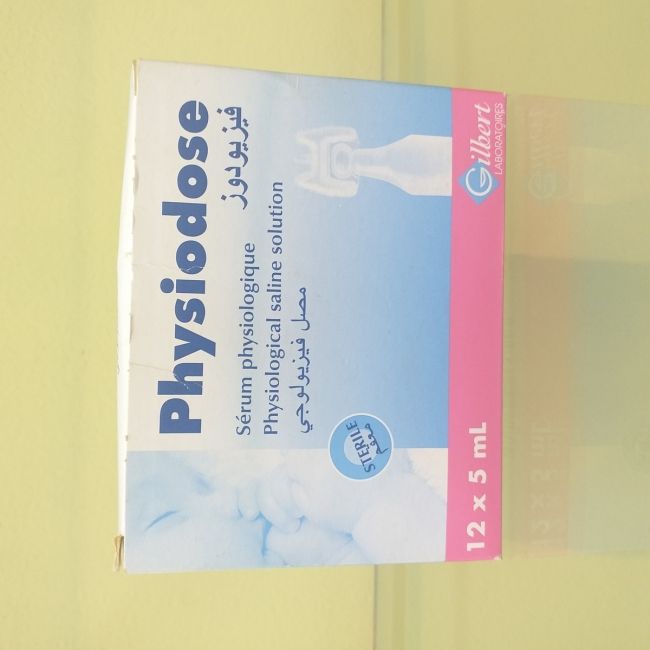 Physiodose
فيزيودوز
Sérum physiologique
Physiological saline solution
مصل فيزيولوجي
STERILE
معقم
12 x 5 mL
Gilbert
LABORATOIRES